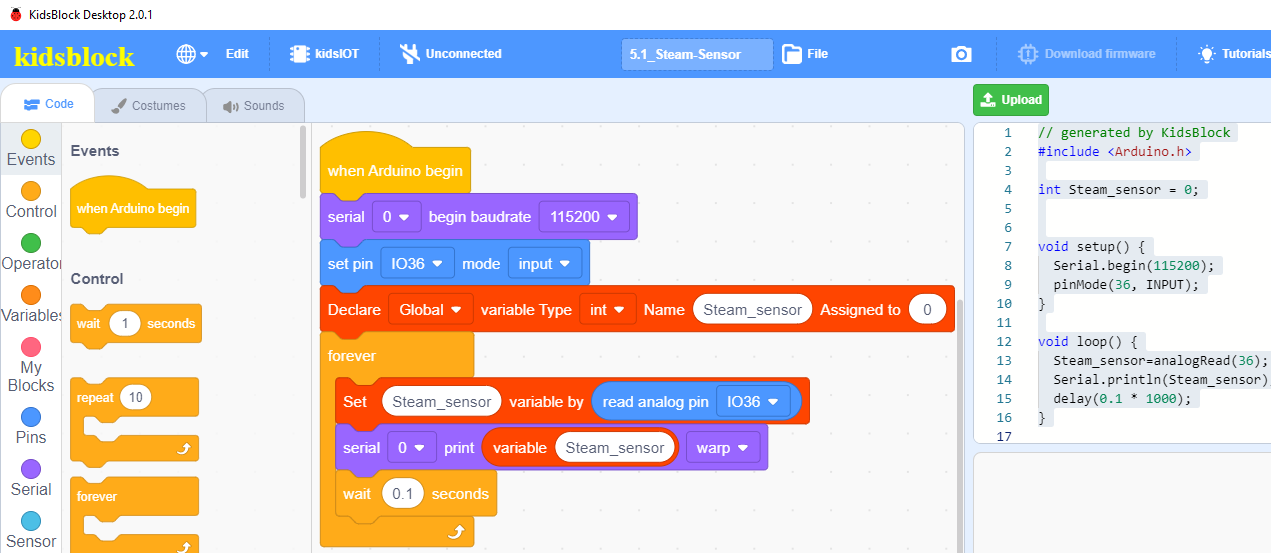 KidsBlock Desktop 2.0.1
kidsblock Edit kidsIOT Unconnected 5.1_Steam-Sensor File Download firmware Tutorials
Code Costumes Sounds
Upload
Events
Control
Operator
Variables
My
Blocks
Pins
Serial
Sensor
Events
when Arduino begin
Control
wait 1 seconds
repeat 10
forever
when Arduino begin
serial 0 begin baudrate 115200
set pin IO36 mode input
Declare Global variable Type int Name Steam_sensor Assigned to 0
forever
Set Steam_sensor variable by read analog pin IO36
serial 0 print variable Steam_sensor warp
wait 0.1 seconds
1 // generated by KidsBlock
2 #include <Arduino.h>
3
4 int Steam_sensor = 0;
5
6
7 void setup() {
8 Serial.begin(115200);
9 pinMode(36, INPUT);
10 }
11
12 void loop() {
13 Steam_sensor=analogRead(36);
14 Serial.println(Steam_sensor)
15 delay(0.1 * 1000);
16 }
17